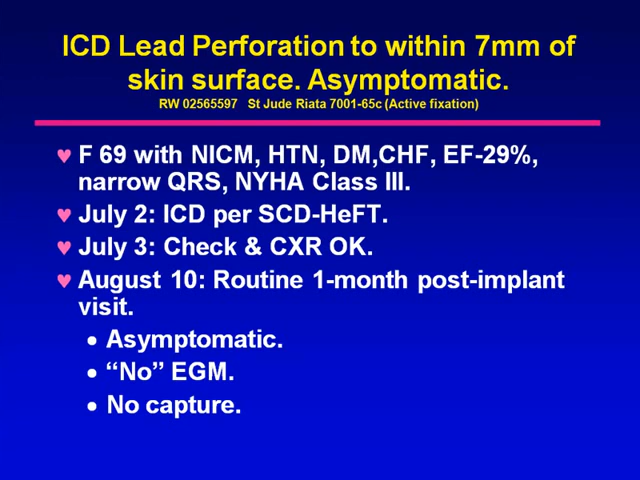 ICD Lead Perforation to within 7mm of
skin surface. Asymptomatic.
RW 02565597 St Jude Riata 7001-65c (Active fixation)
♥ F 69 with NICM, HTN, DM,CHF, EF-29%,
narrow QRS, NYHA Class III.
♥ July 2: ICD per SCD-HeFT.
♥ July 3: Check & CXR OK.
♥ August 10: Routine 1-month post-implant
visit.
• Asymptomatic.
• “No” EGM.
• No capture.